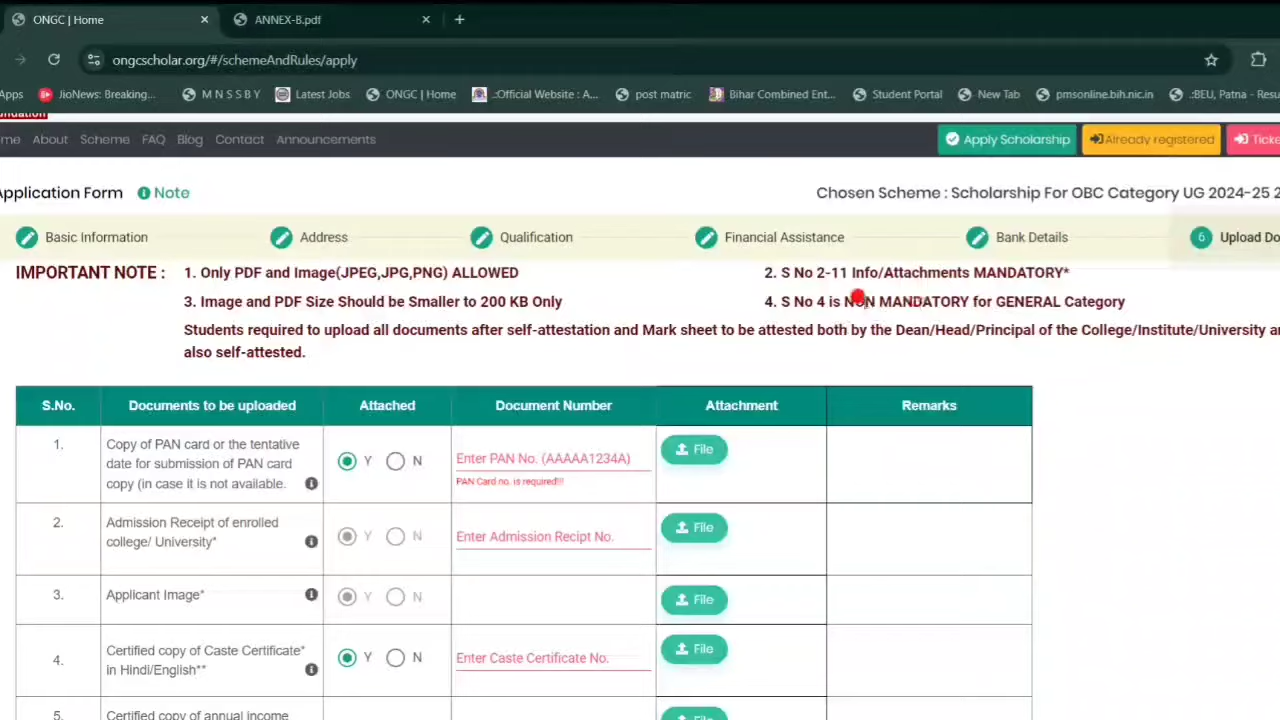 ONGC | Home
ANNEX-B.pdf
ongcscholar.org/#/schemeAndRules/apply
Apps JioNews: Breaking... M N S S B Y Latest Jobs ONGC | Home .:Official Website : A... post matric Bihar Combined Ent... Student Portal New Tab pmsonline.bih.nic.in .:BEU, Patna - Resu
About Scheme FAQ Blog Contact Announcements Apply Scholarship Already registered
Application Form Note Chosen Scheme : Scholarship For OBC Category UG 2024-25
Basic Information Address Qualification Financial Assistance Bank Details 6 Upload Do
IMPORTANT NOTE : 1. Only PDF and Image(JPEG,JPG,PNG) ALLOWED 2. S No 2-11 Info/Attachments MANDATORY*
3. Image and PDF Size Should be Smaller to 200 KB Only 4. S No 4 is NON MANDATORY for GENERAL Category
Students required to upload all documents after self-attestation and Mark sheet to be attested both by the Dean/Head/Principal of the College/Institute/University
also self-attested.
S.No. Documents to be uploaded Attached Document Number Attachment Remarks
1. Copy of PAN card or the tentative
date for submission of PAN card
copy (in case it is not available.
Y N
Enter PAN No. (AAAAA1234A)
PAN Card no. is required!!!
File
2. Admission Receipt of enrolled
college/ University*
Y N
Enter Admission Recipt No.
File
3. Applicant Image*
Y N
File
4. Certified copy of Caste Certificate*
in Hindi/English**
Y N
Enter Caste Certificate No.
File
5. Certified copy of annual income